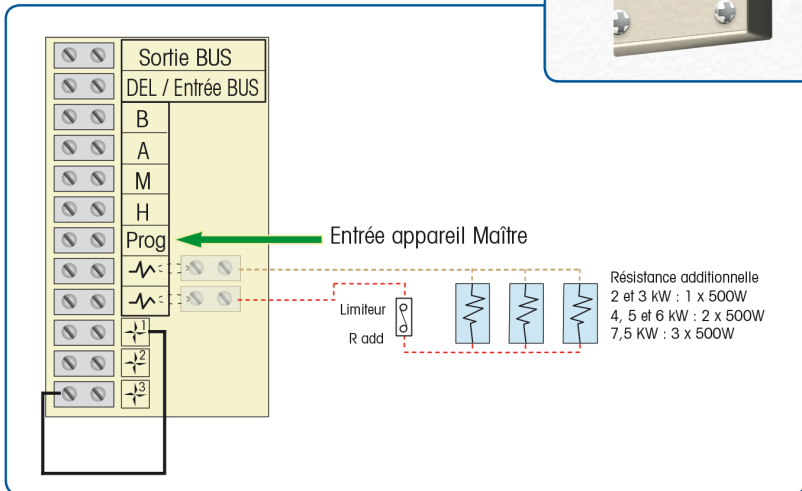 Sortie BUS
DEL / Entrée BUS
B
A
M
H
Prog
Entrée appareil Maître
Limiteur
R add
Résistance additionnelle
2 et 3 kW : 1 x 500W
4, 5 et 6 kW : 2 x 500W
7,5 KW : 3 x 500W
1
2
3